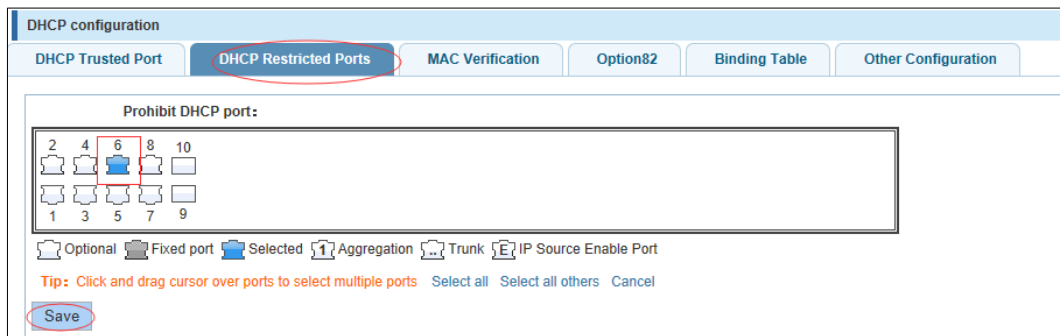 DHCP configuration
DHCP Trusted Port DHCP Restricted Ports MAC Verification Option82 Binding Table Other Configuration
Prohibit DHCP port:
2 4 6 8 10
1 3 5 7 9
Optional Fixed port Selected 1 Aggregation .. Trunk E IP Source Enable Port
Tip: Click and drag cursor over ports to select multiple ports Select all Select all others Cancel
Save